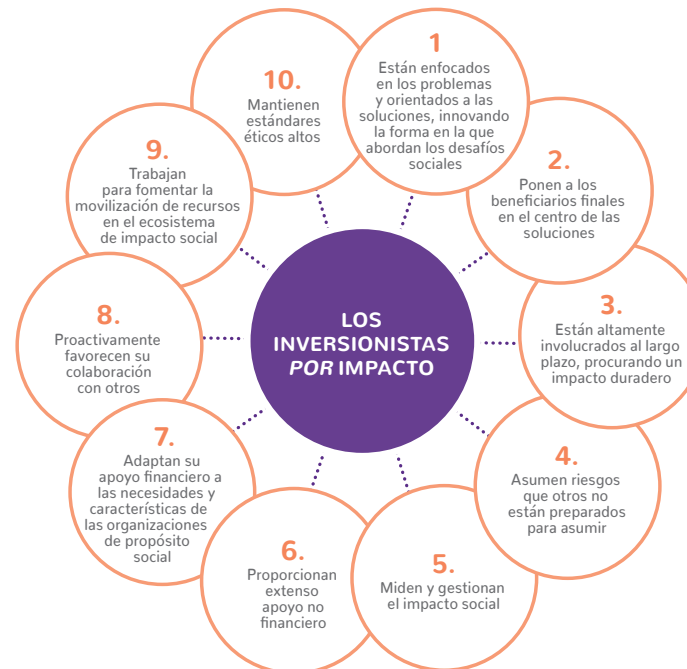 LOS
INVERSIONISTAS
POR IMPACTO
1
Están enfocados
en los problemas
y orientados a las
soluciones, innovando
la forma en la que
abordan los desafíos
sociales
2.
Ponen a los
beneficiarios finales
en el centro de las
soluciones
3.
Están altamente
involucrados al largo
plazo, procurando un
impacto duradero
4.
Asumen riesgos
que otros no
están preparados
para asumir
5.
Miden y gestionan
el impacto social
6.
Proporcionan
extenso
apoyo no
financiero
7.
Adaptan su
apoyo financiero a
las necesidades y
características de
las organizaciones
de propósito
social
8.
Proactivamente
favorecen su
colaboración
con otros
9.
Trabajan
para fomentar la
movilización de recursos
en el ecosistema
de impacto social
10.
Mantienen
estándares
éticos altos